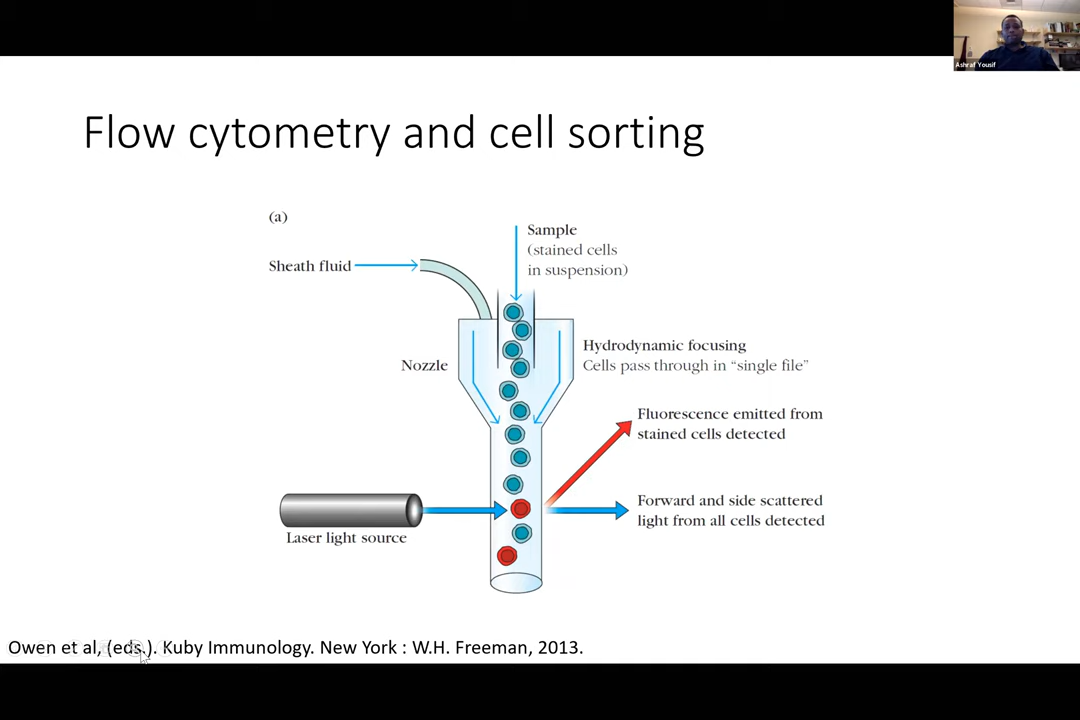 Ashraf Yousif
Flow cytometry and cell sorting
(a)
Sample
(stained cells
in suspension)
Sheath fluid
Hydrodynamic focusing
Cells pass through in “single file”
Nozzle
Fluorescence emitted from
stained cells detected
Forward and side scattered
light from all cells detected
Laser light source
Owen et al, (eds.). Kuby Immunology. New York : W.H. Freeman, 2013.